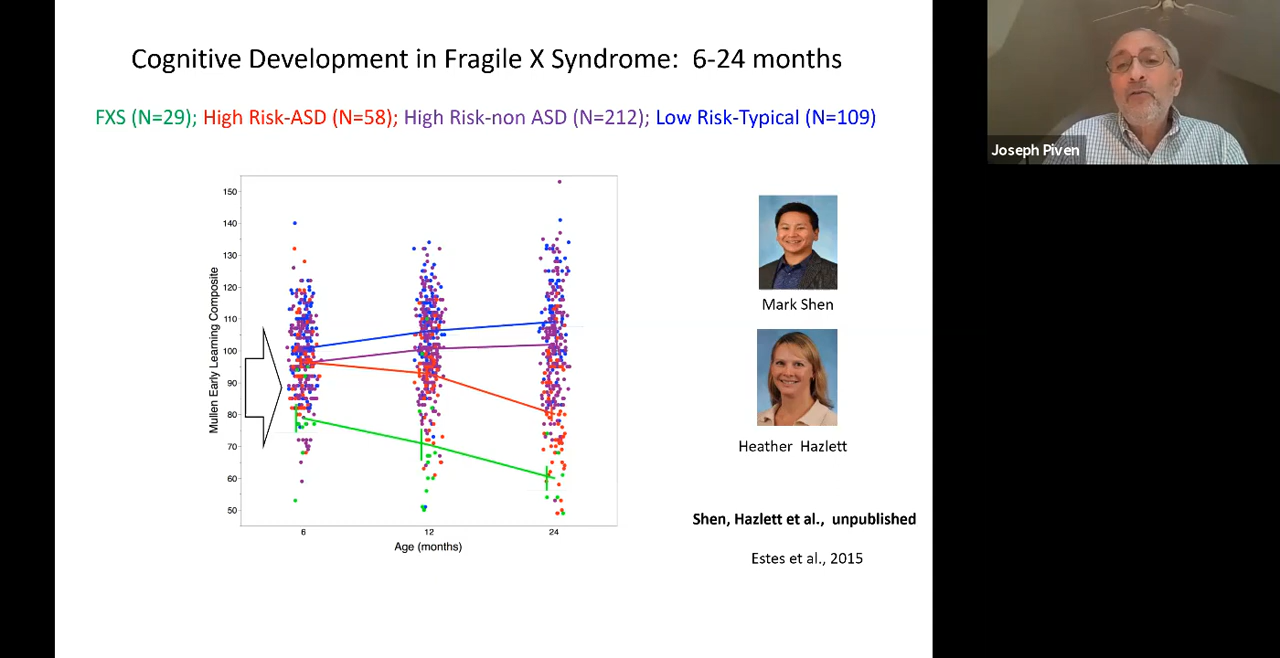 Cognitive Development in Fragile X Syndrome: 6-24 months
FXS (N=29); High Risk-ASD (N=58); High Risk-non ASD (N=212); Low Risk-Typical (N=109)
Joseph Piven
Mullen Early Learning Composite
150
140
130
120
110
100
90
80
70
60
50
6
12
24
Age (months)
Mark Shen
Heather Hazlett
Shen, Hazlett et al., unpublished
Estes et al., 2015